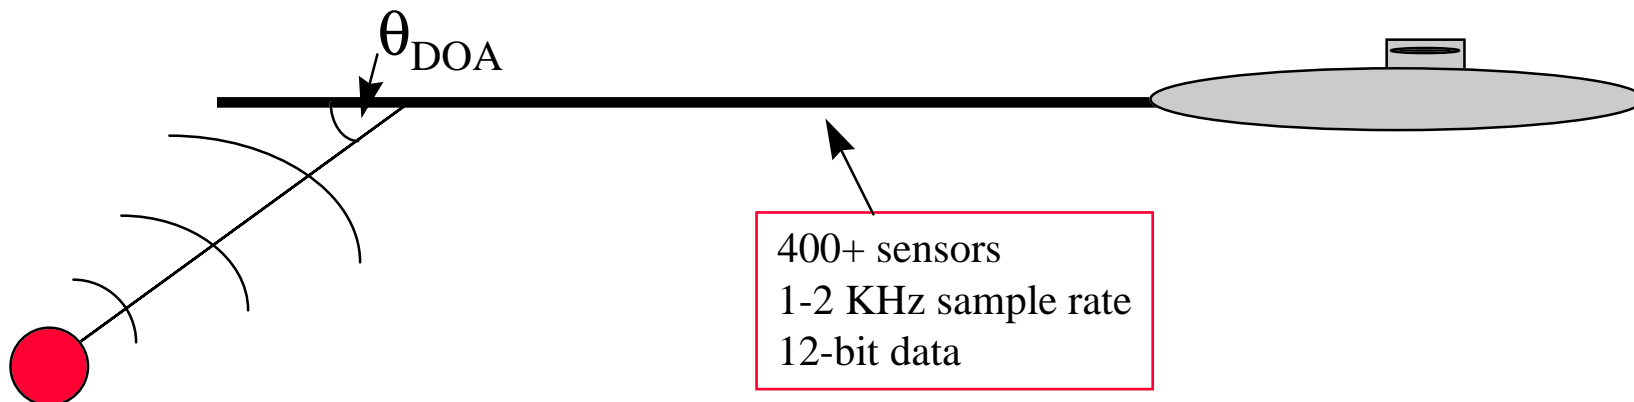 θDOA
400+ sensors
1-2 KHz sample rate
12-bit data